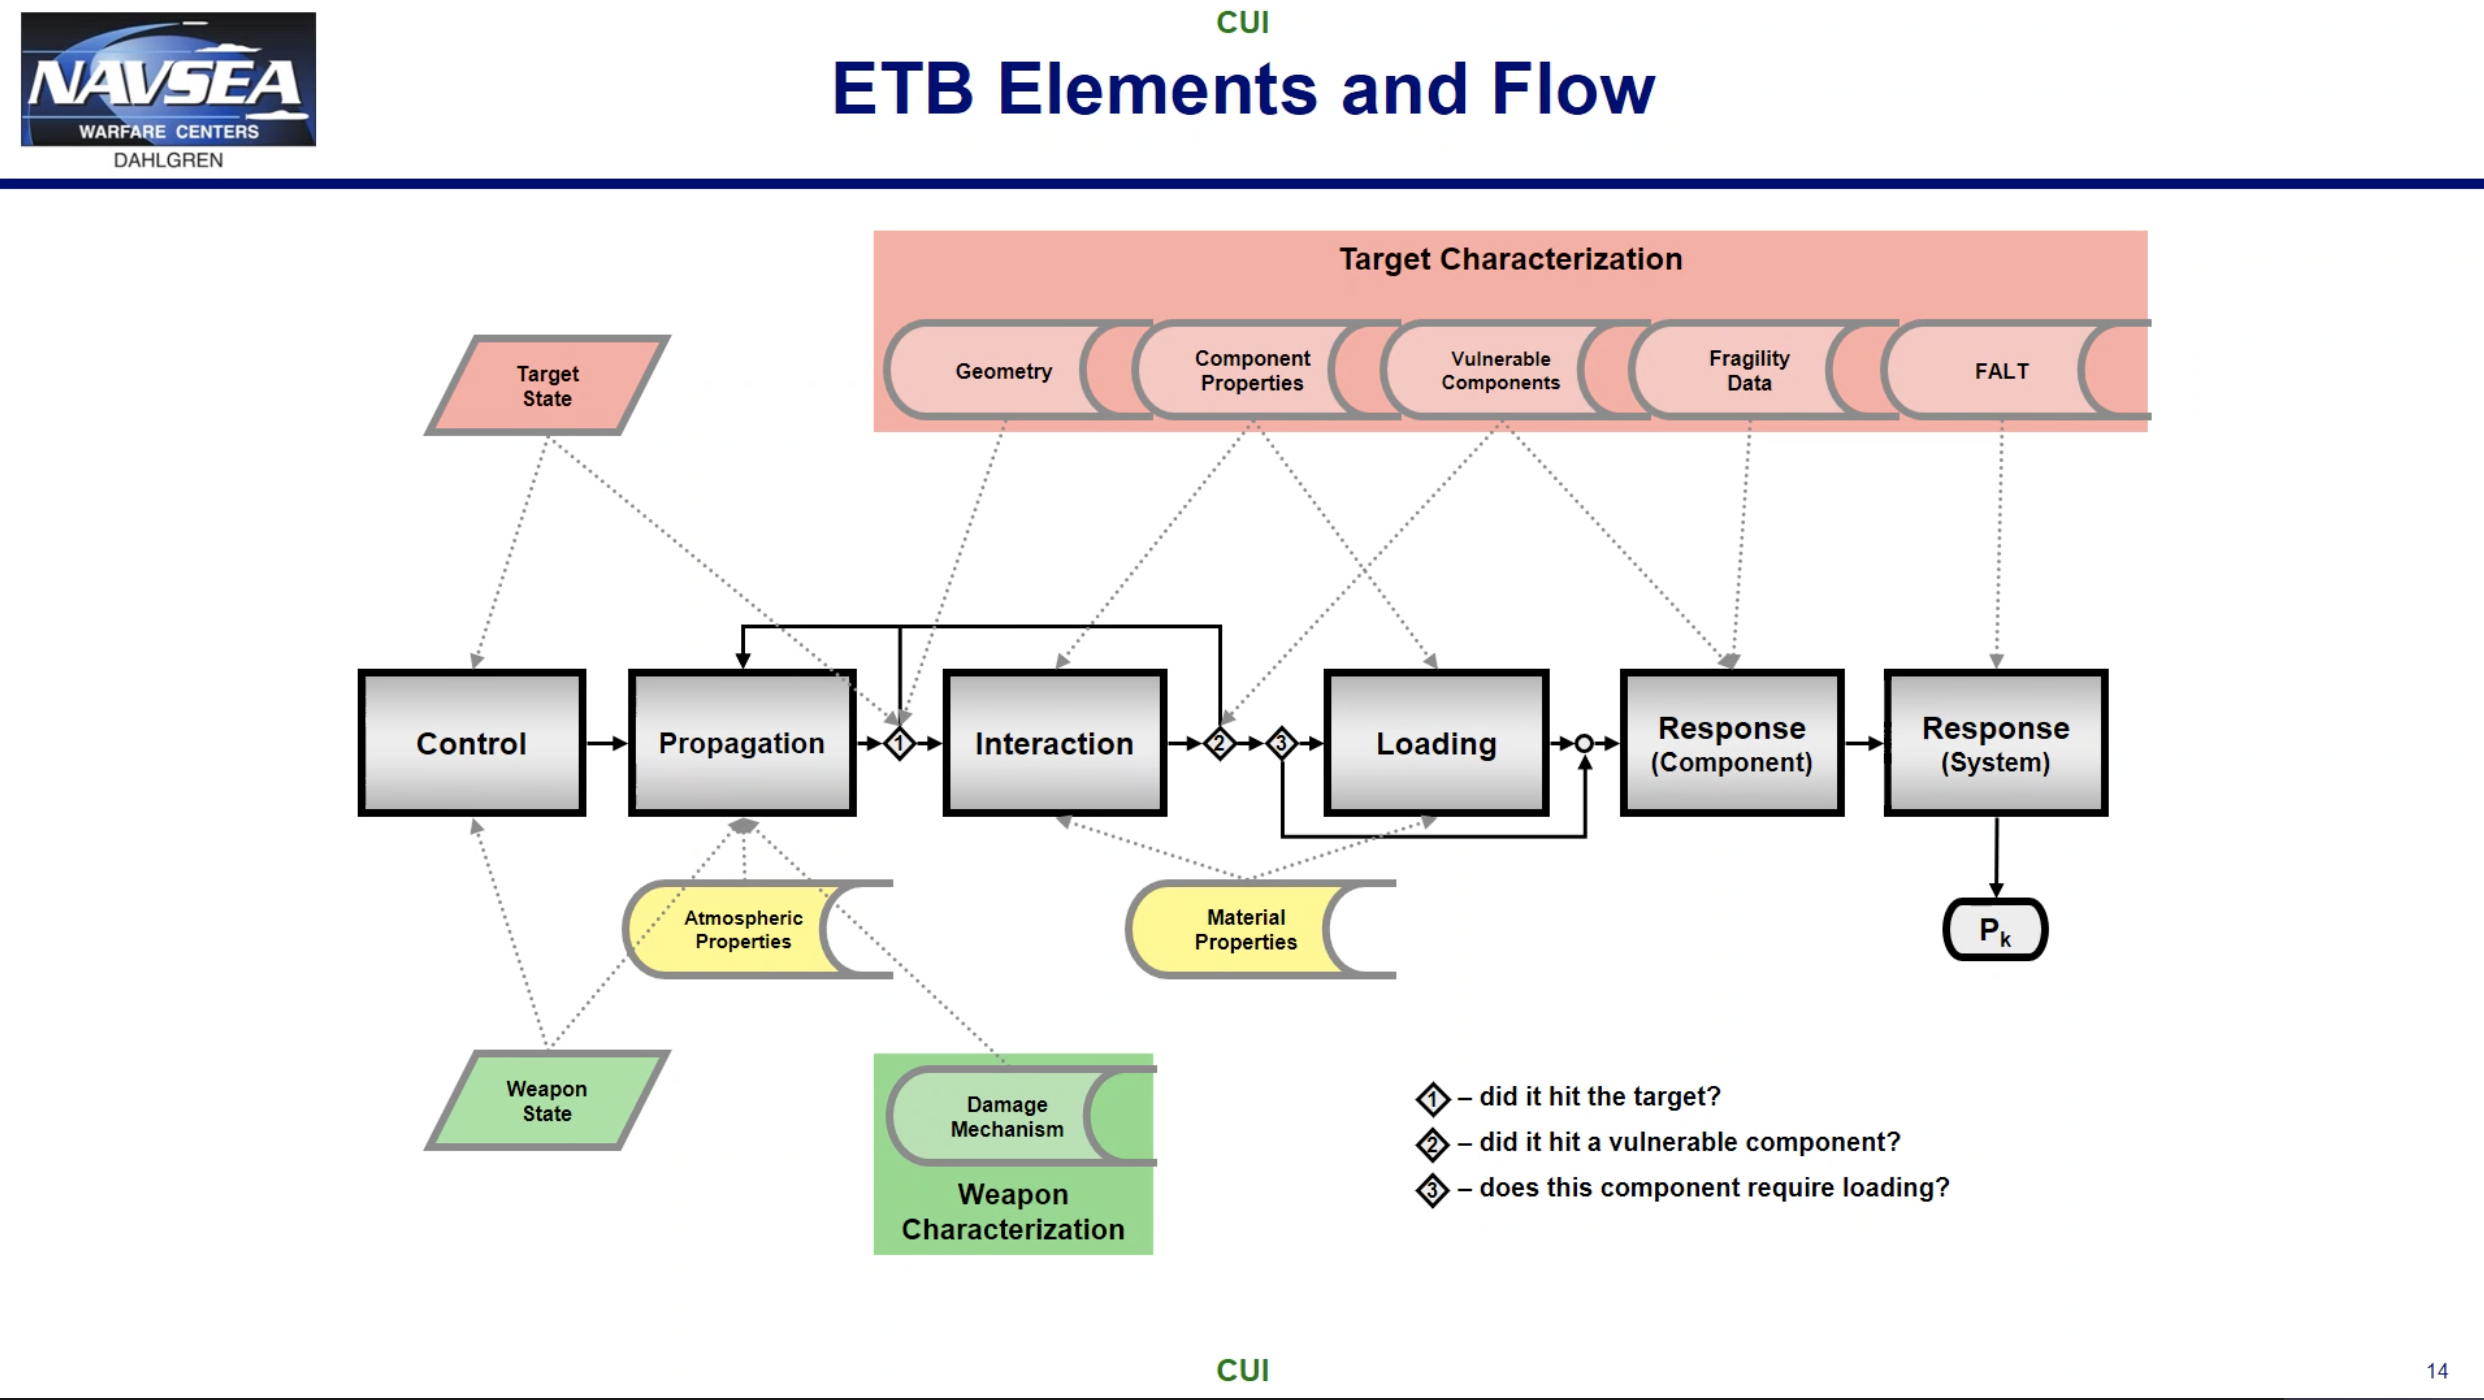 CUI
NAVSEA
WARFARE CENTERS
DAHLGREN
ETB Elements and Flow
Target Characterization
Target
State
Geometry
Component
Properties
Vulnerable
Components
Fragility
Data
FALT
Control
Propagation
1
Interaction
2
3
Loading
Response
(Component)
Response
(System)
Atmospheric
Properties
Material
Properties
Pk
Weapon
State
Damage
Mechanism
Weapon
Characterization
1 – did it hit the target?
2 – did it hit a vulnerable component?
3 – does this component require loading?
CUI
14